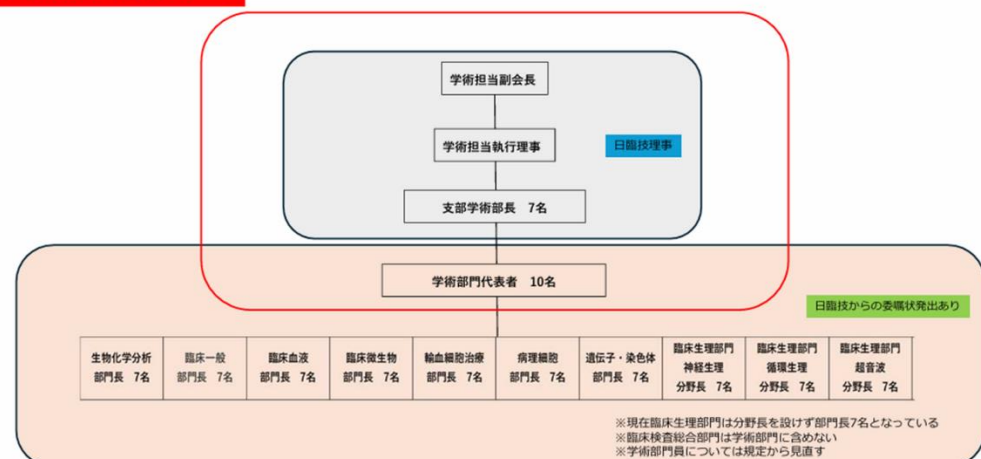 学術担当副会長
学術担当執行理事
日臨技理事
支部学術部長 7名
学術部門代表者 10名
日臨技からの委嘱状発出あり
生物化学分析
部門長 7名
臨床一般
部門長 7名
臨床血液
部門長 7名
臨床微生物
部門長 7名
輸血細胞治療
部門長 7名
病理細胞
部門長 7名
遺伝子・染色体
部門長 7名
臨床生理部門
神経生理
分野長 7名
臨床生理部門
循環生理
分野長 7名
臨床生理部門
超音波
分野長 7名
※現在臨床生理部門は分野長を設けず部門長7名となっている
※臨床検査総合部門は学術部門に含めない
※学術部門員については規定から見直す